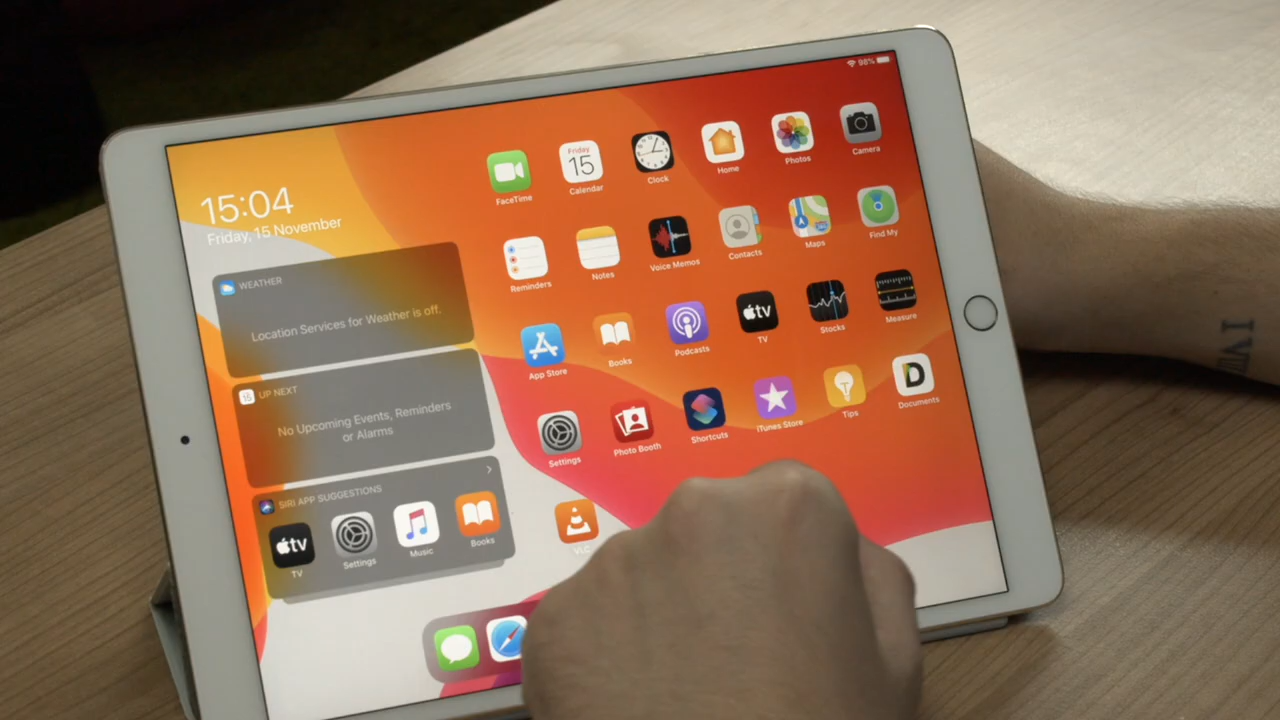 98%
15:04
Friday, 15 November
WEATHER
Location Services for Weather is off.
UP NEXT
No Upcoming Events, Reminders
or Alarms
SIRI APP SUGGESTIONS
tv
TV
Settings
Music
Books
FaceTime
Friday
15
Calendar
Clock
Home
Photos
Camera
Reminders
Notes
Voice Memos
Contacts
Maps
Find My
App Store
Books
Podcasts
tv
TV
Stocks
Measure
Settings
Photo Booth
Shortcuts
iTunes Store
Tips
D
Documents
VLC